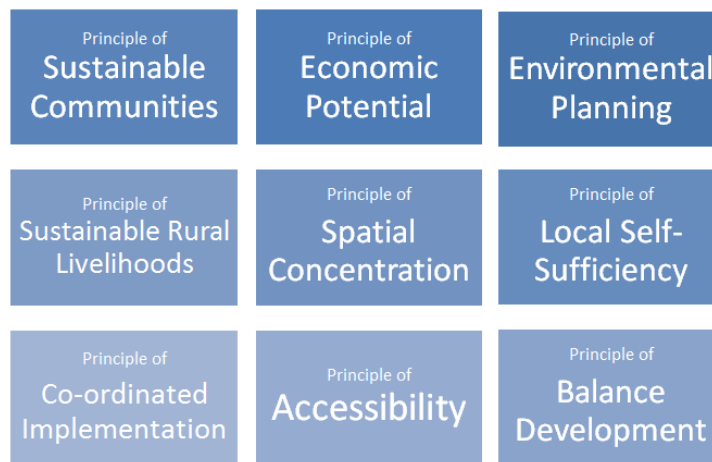 Principle of
Sustainable
Communities
Principle of
Economic
Potential
Principle of
Environmental
Planning
Principle of
Sustainable Rural
Livelihoods
Principle of
Spatial
Concentration
Principle of
Local Self-
Sufficiency
Principle of
Co-ordinated
Implementation
Principle of
Accessibility
Principle of
Balance
Development